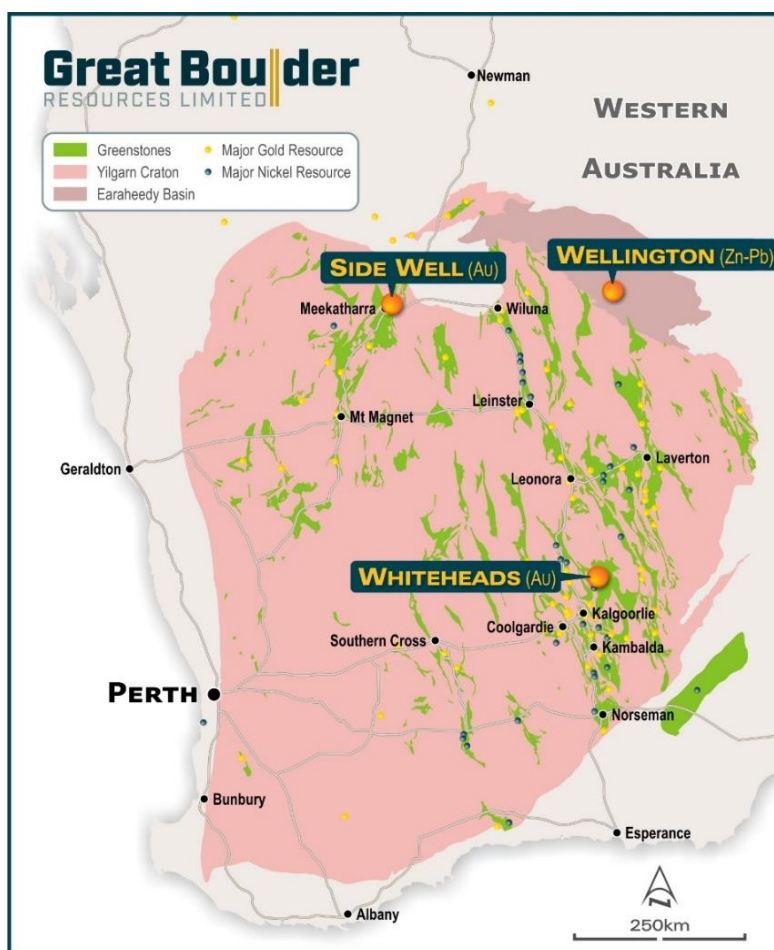 Great Boulder
RESOURCES LIMITED
Newman
WESTERN
AUSTRALIA
Greenstones
Major Gold Resource
Yilgarn Craton
Major Nickel Resource
Earaheedy Basin
SIDE WELL (Au)
WELLINGTON (Zn-Pb)
Meekatharra
Wiluna
Leinster
Mt Magnet
Geraldton
Laverton
Leonora
WHITEHEADS (Au)
Kalgoorlie
Coolgardie
Southern Cross
Kambalda
PERTH
Norseman
Bunbury
Esperance
Albany
N
250km